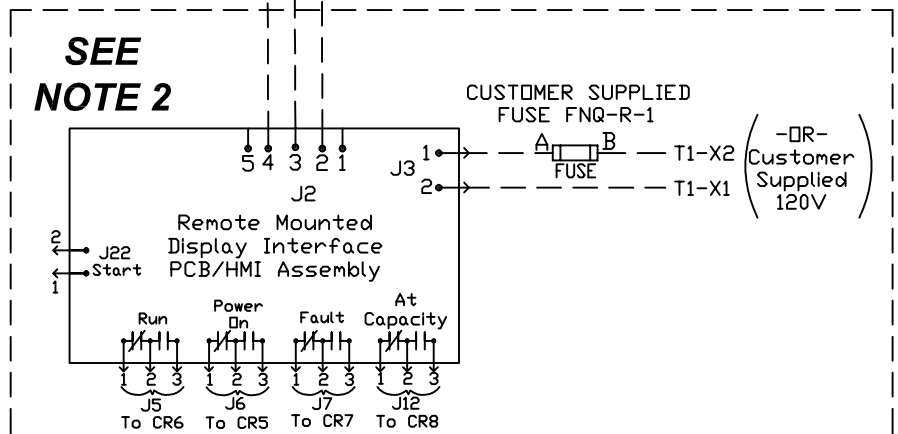 SEE
NOTE 2
CUSTOMER SUPPLIED
FUSE FNQ-R-1
A B
FUSE
T1-X2
T1-X1
-OR-
Customer
Supplied
120V
5 4 3 2 1
J2
J3
1
2
Remote Mounted
Display Interface
PCB/HMI Assembly
2
J22
Start
1
Run
Power
On
Fault
At
Capacity
1 2 3 1 2 3 1 2 3 1 2 3
J5 J6 J7 J12
To CR6 To CR5 To CR7 To CR8